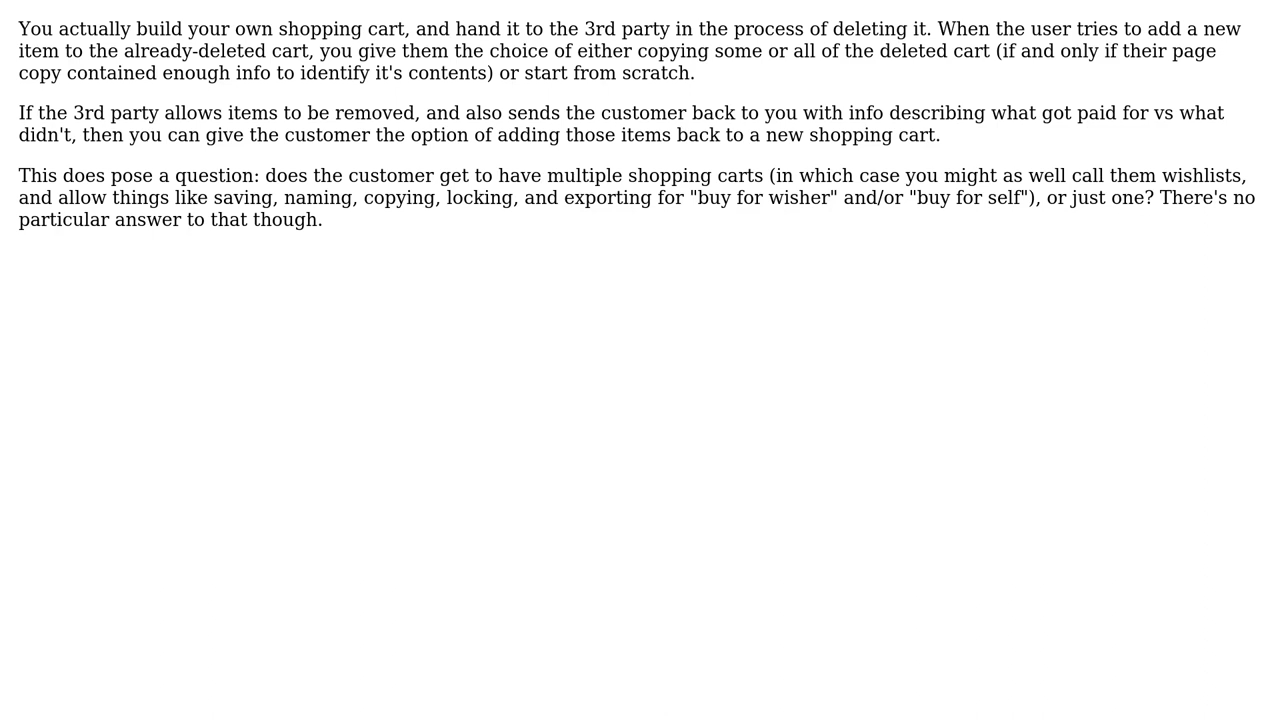 You actually build your own shopping cart, and hand it to the 3rd party in the process of deleting it. When the user tries to add a new
item to the already-deleted cart, you give them the choice of either copying some or all of the deleted cart (if and only if their page
copy contained enough info to identify it's contents) or start from scratch.
If the 3rd party allows items to be removed, and also sends the customer back to you with info describing what got paid for vs what
didn't, then you can give the customer the option of adding those items back to a new shopping cart.
This does pose a question: does the customer get to have multiple shopping carts (in which case you might as well call them wishlists,
and allow things like saving, naming, copying, locking, and exporting for "buy for wisher" and/or "buy for self"), or just one? There's no
particular answer to that though.